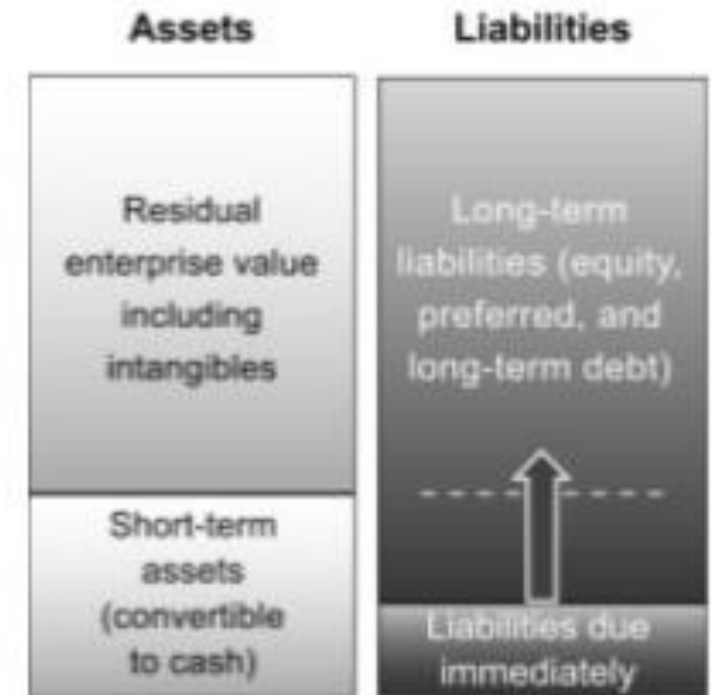 Assets
Liabilities
Residual
enterprise value
including
intangibles
Short-term
assets
(convertible
to cash)
Long-term
liabilities (equity,
preferred, and
long-term debt)
Liabilities due
immediately